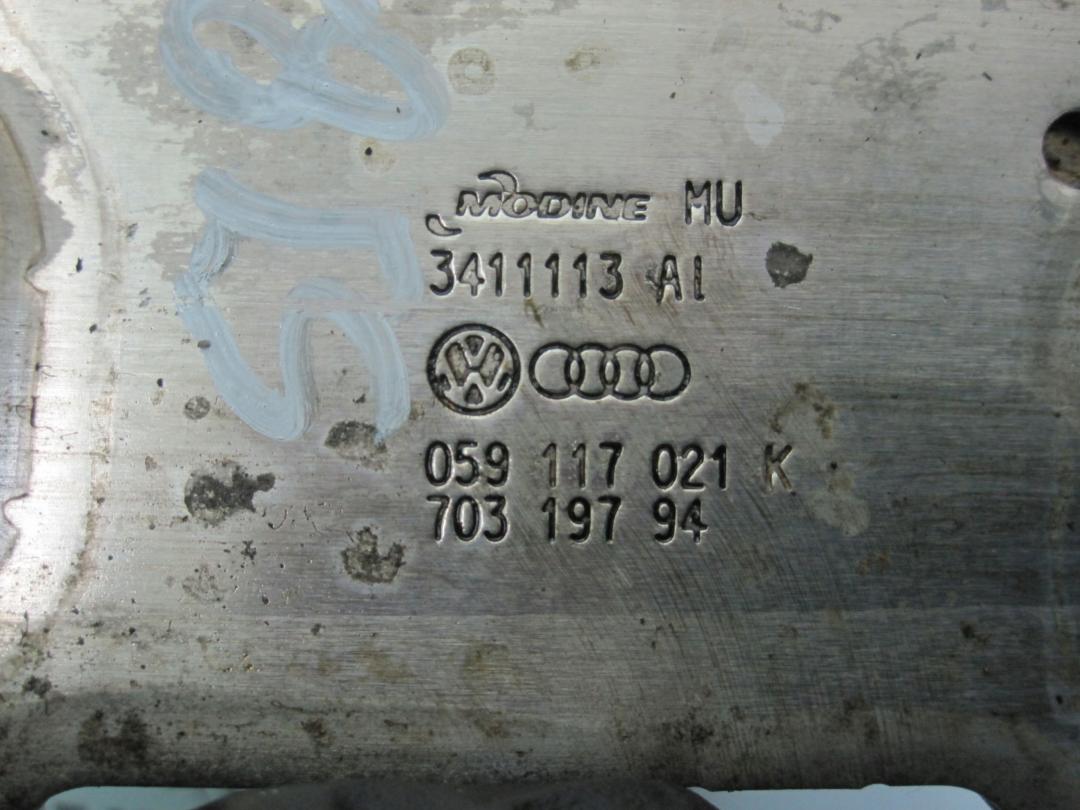 MODINE MU
3411113 AI
059 117 021 K
703 197 94